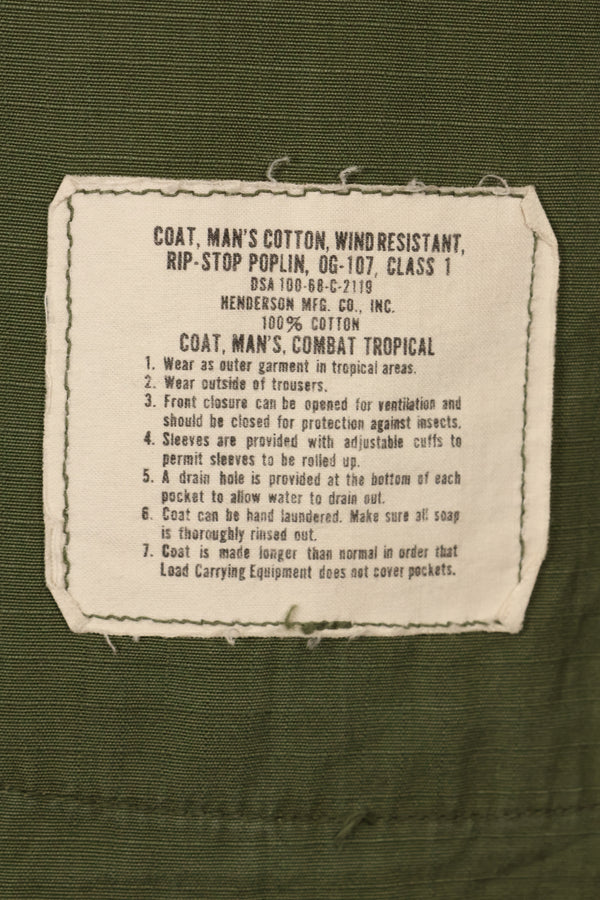 COAT, MAN'S COTTON, WIND RESISTANT,
RIP-STOP POPLIN, OG-107, CLASS 1
DSA 100-68-C-2119
HENDERSON MFG. CO., INC.
100% COTTON
COAT, MAN'S, COMBAT TROPICAL
1. Wear as outer garment in tropical areas.
2. Wear outside of trousers.
3. Front closure can be opened for ventilation and
should be closed for protection against insects.
4. Sleeves are provided with adjustable cuffs to
permit sleeves to be rolled up.
5. A drain hole is provided at the bottom of each
pocket to allow water to drain out.
6. Coat can be hand laundered. Make sure all soap
is thoroughly rinsed out.
7. Coat is made longer than normal in order that
Load Carrying Equipment does not cover pockets.